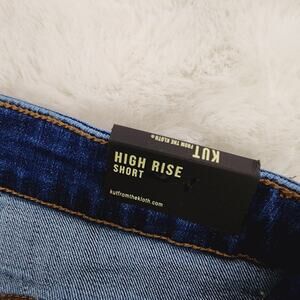 KUT
FROM THE KLOTH®
HIGH RISE
SHORT
kutfromthekloth.com